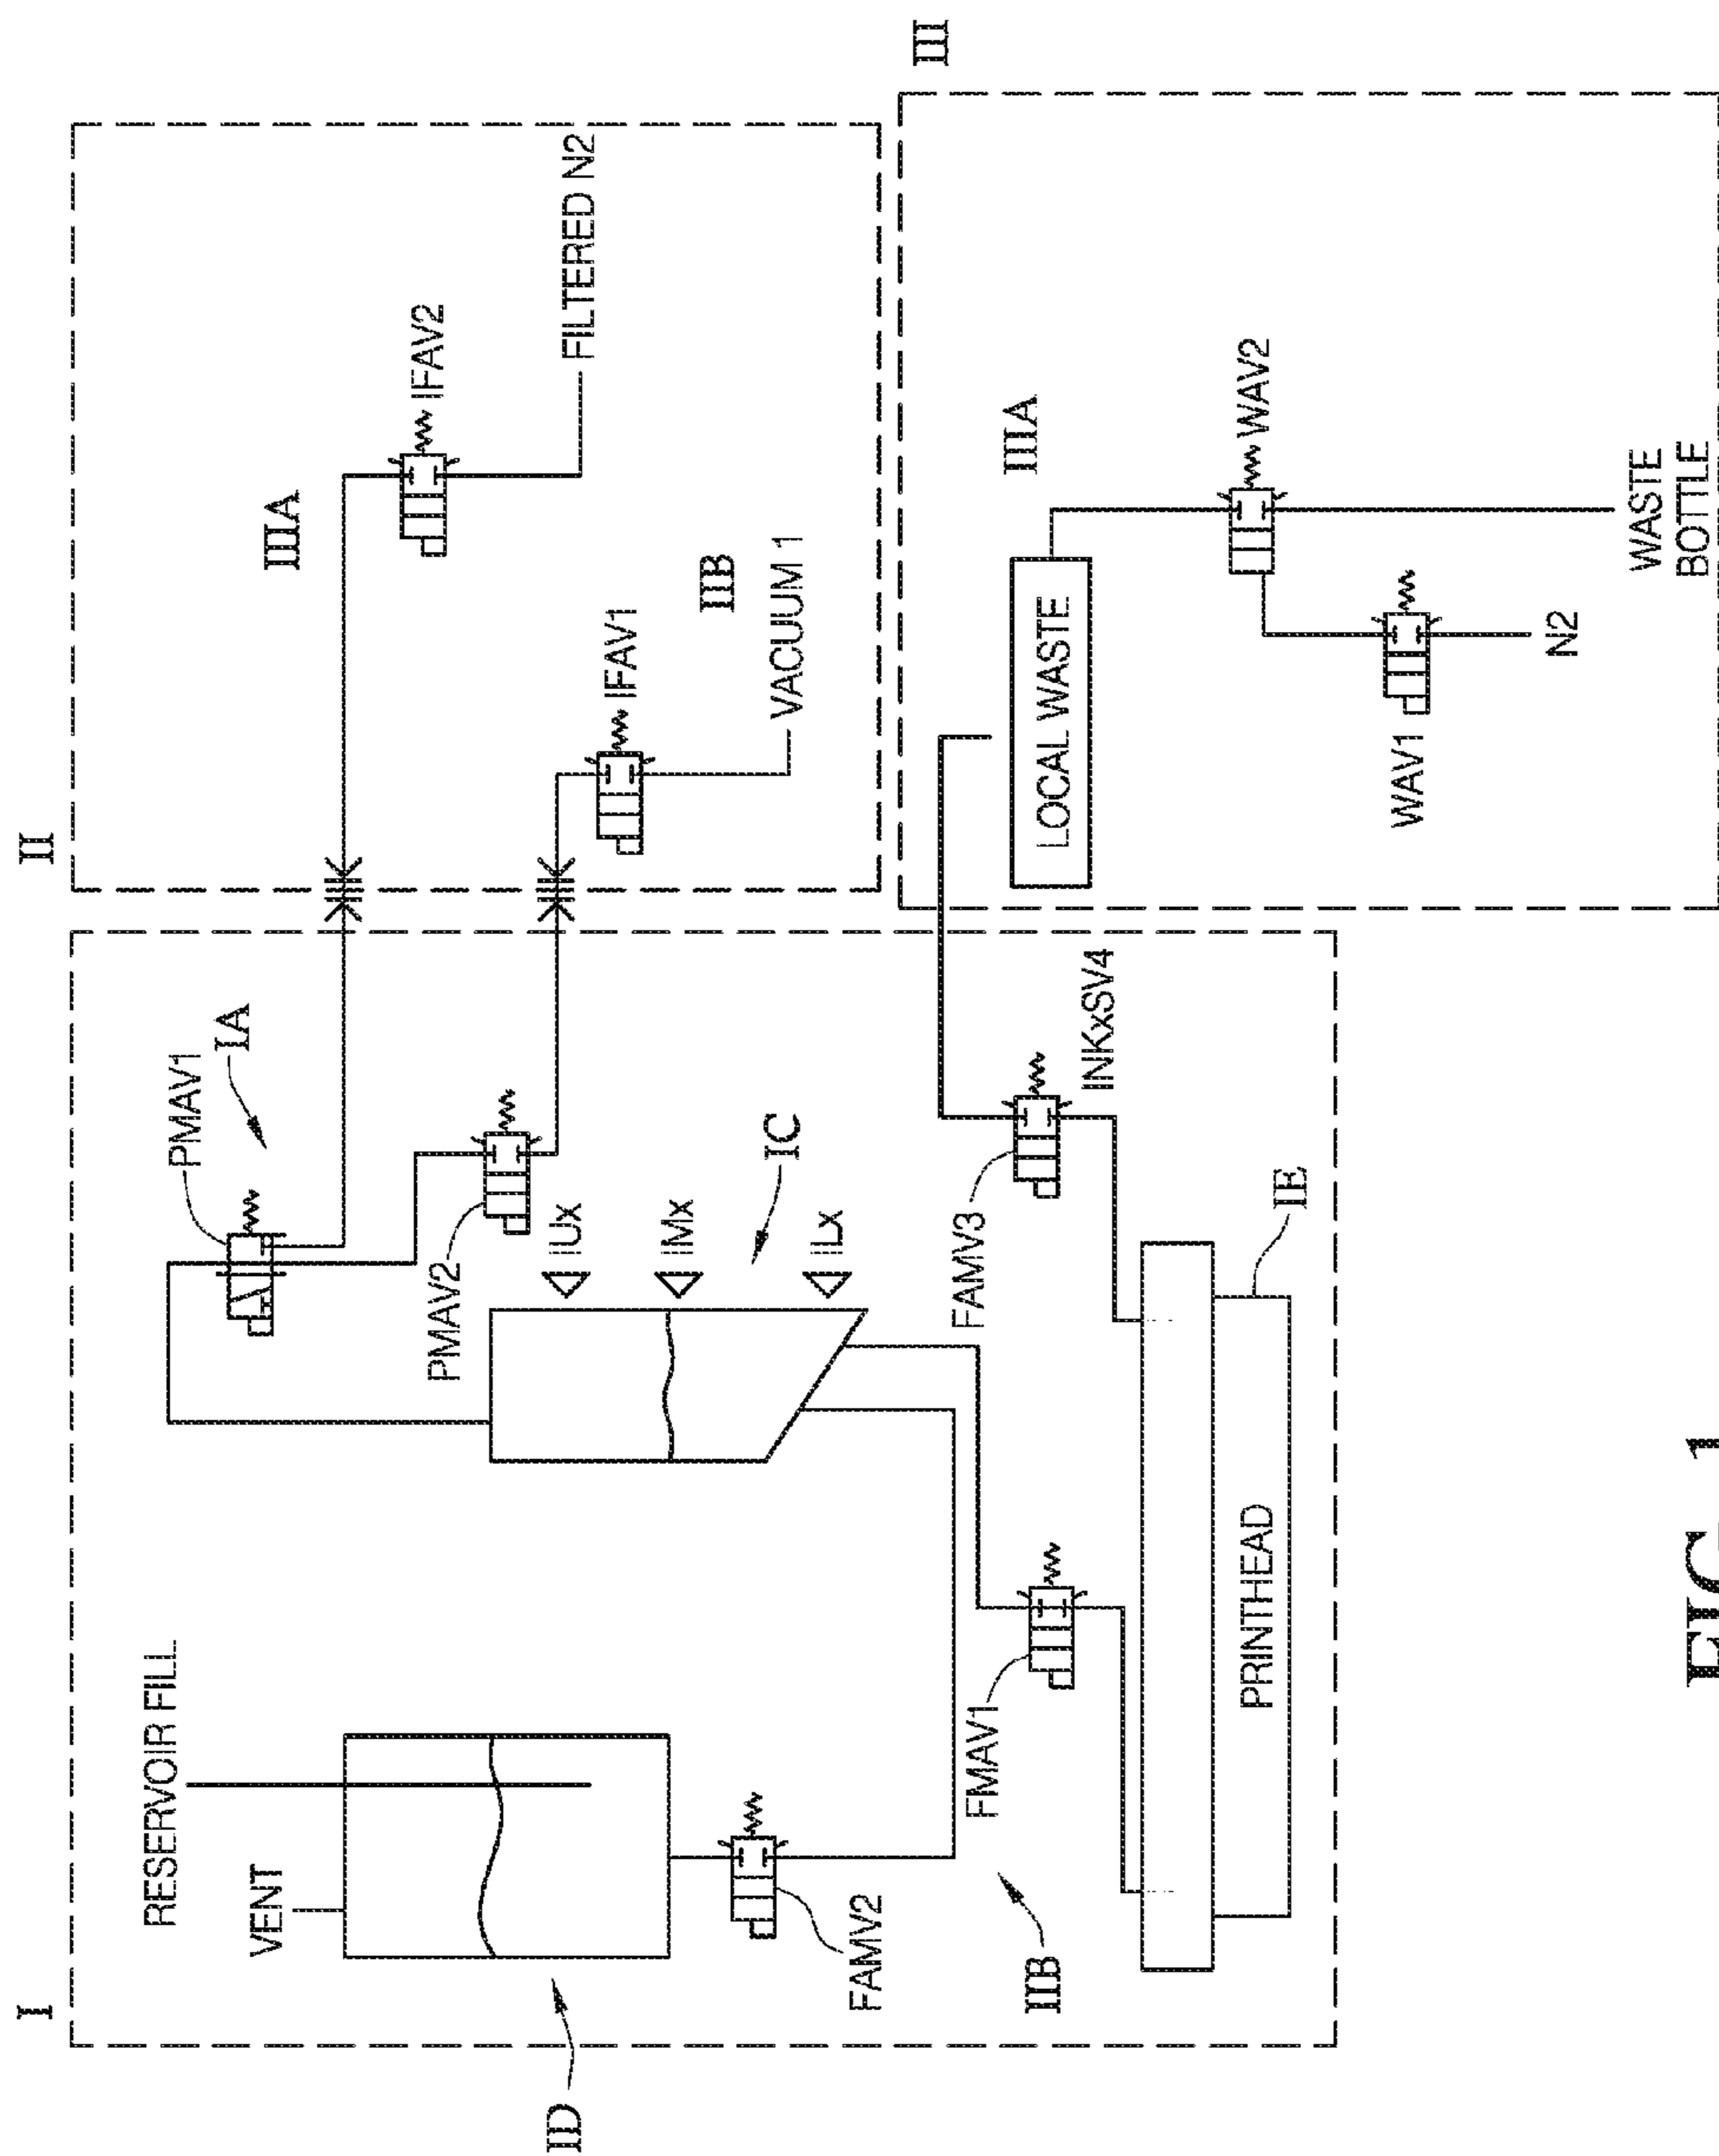 I
II
III
RESERVOIR FILL
VENT
ID
FAMV2
PMAV1
IA
PMAV2
IUx
IMx
ILx
IC
FMAV1
IIB
FAMV3
INKxSV4
PRINTHEAD
IE
IIIA
IFAV2
FILTERED N2
IFAV1
IIB
VACUUM 1
LOCAL WASTE
IIIA
WAV2
WAV1
N2
WASTE
BOTTLE
FIG. 1